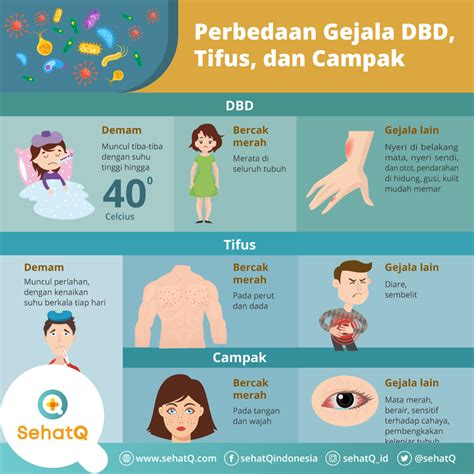 Perbedaan Gejala DBD,
Tifus, dan Campak
DBD
Demam
Muncul tiba-tiba
dengan suhu
tinggi hingga
40⁰
Celcius
Bercak
merah
Merata di
seluruh tubuh
Gejala lain
Nyeri di belakang
mata, nyeri sendi,
dan otot, pendarahan
di hidung, gusi, kulit
mudah memar
Tifus
Demam
Muncul perlahan,
dengan kenaikan
suhu berkala tiap hari
Bercak
merah
Pada perut dan
dada
Gejala lain
Diare,
sembelit
Campak
Bercak
merah
Pada tangan dan
wajah
Gejala lain
Mata merah,
berair, sensitif
terhadap cahaya,
pembengkakan
kelenjar tubuh
SehatQ
www.sehatQ.com
sehatQindonesia
sehatQ_id
@sehatQ